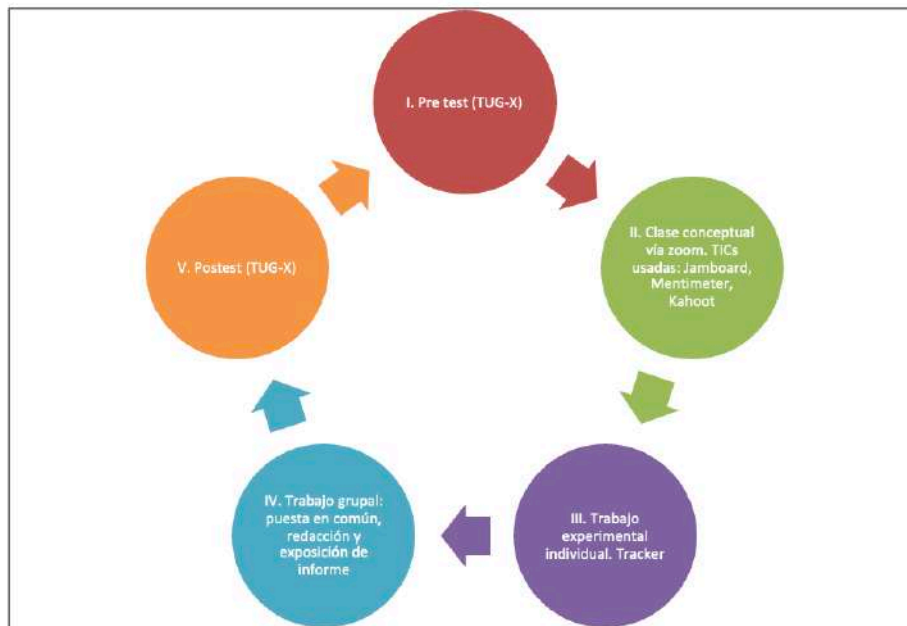 I. Pre test (TUG-X)
II. Clase conceptual
vía zoom. TICs
usadas: Jamboard,
Mentimeter,
Kahoot
III. Trabajo
experimental
individual. Tracker
IV. Trabajo grupal:
puesta en común,
redacción y
exposición de
informe
V. Postest (TUG-X)